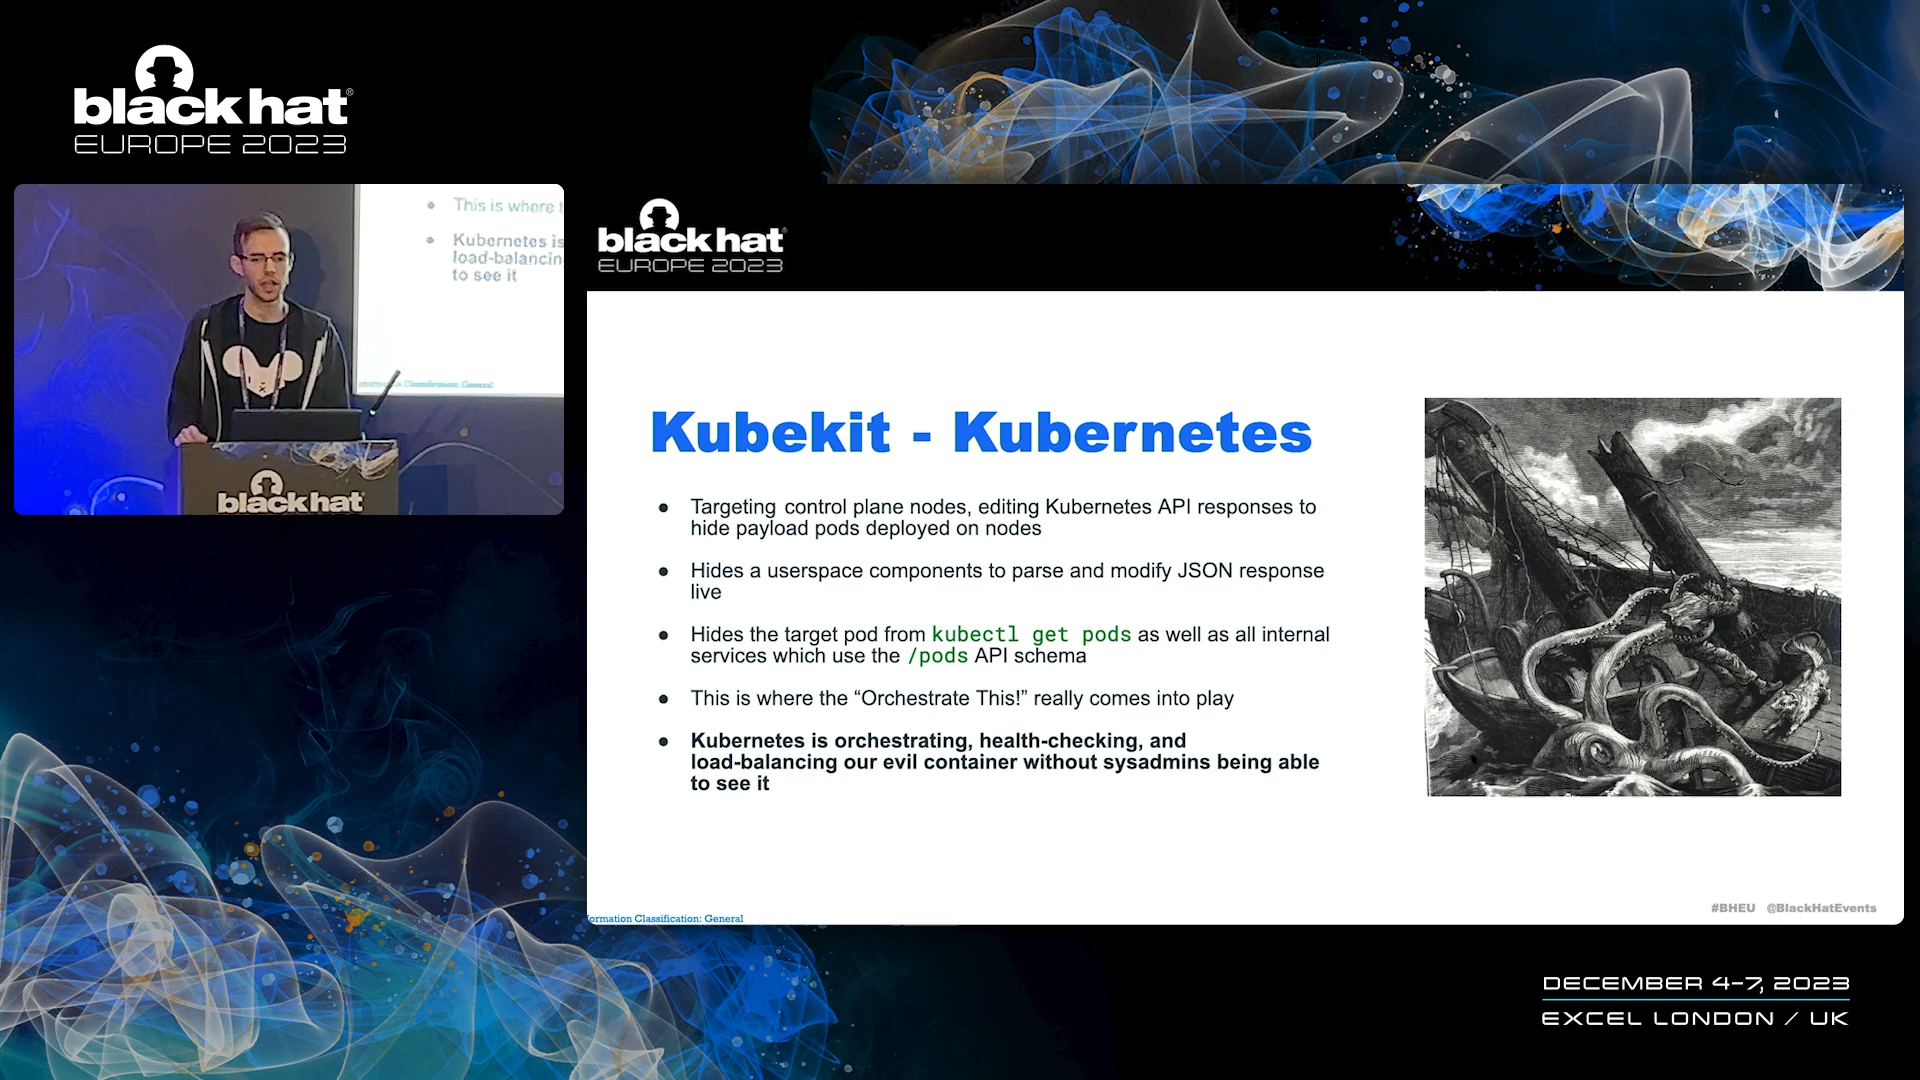 black hat®
EUROPE 2023
This is where
Kubernetes is
load-balancin
to see it
Classification: General
black hat
black hat
EUROPE 2023
Kubekit - Kubernetes
● Targeting control plane nodes, editing Kubernetes API responses to
hide payload pods deployed on nodes
● Hides a userspace components to parse and modify JSON response
live
● Hides the target pod from kubectl get pods as well as all internal
services which use the /pods API schema
● This is where the “Orchestrate This!” really comes into play
● Kubernetes is orchestrating, health-checking, and
load-balancing our evil container without sysadmins being able
to see it
formation Classification: General
#BHEU @BlackHatEvents
DECEMBER 4-7, 2023
EXCEL LONDON / UK